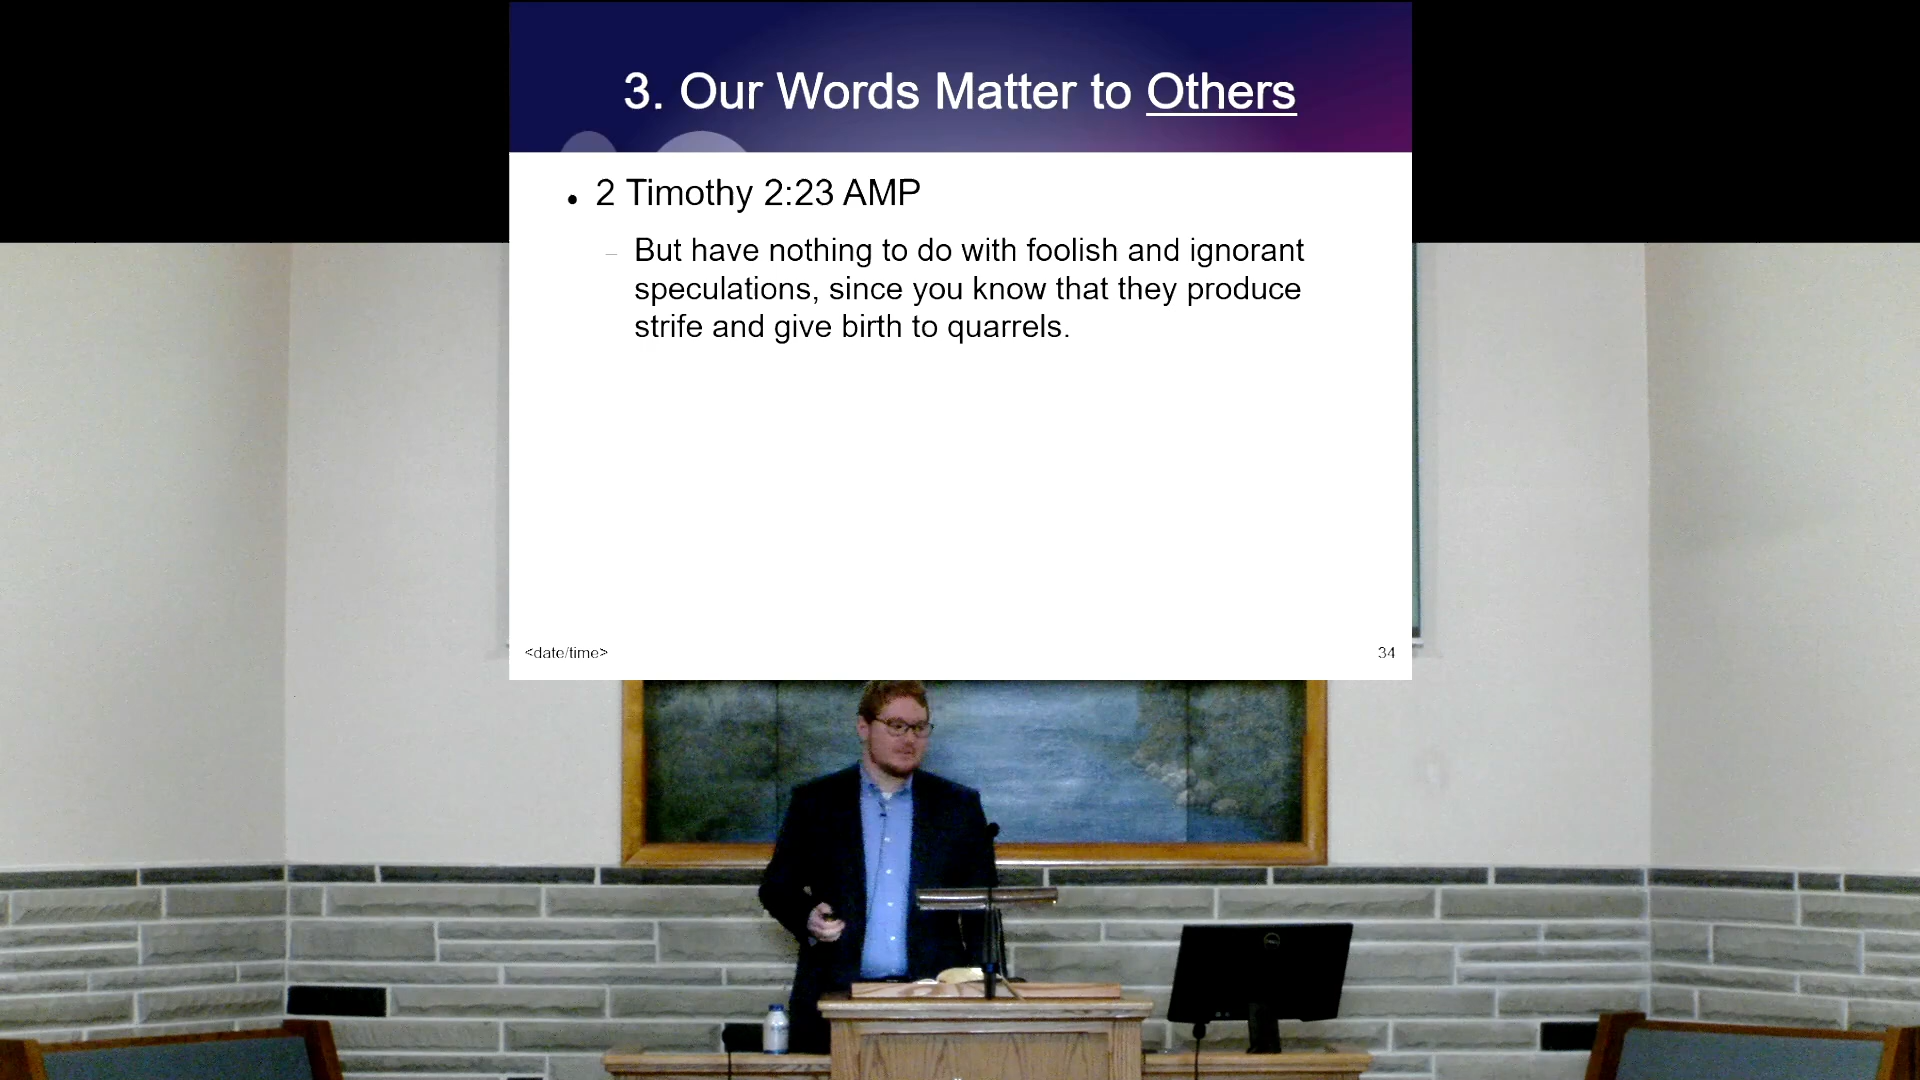 3. Our Words Matter to Others
• 2 Timothy 2:23 AMP
– But have nothing to do with foolish and ignorant
speculations, since you know that they produce
strife and give birth to quarrels.
<date/time>
34